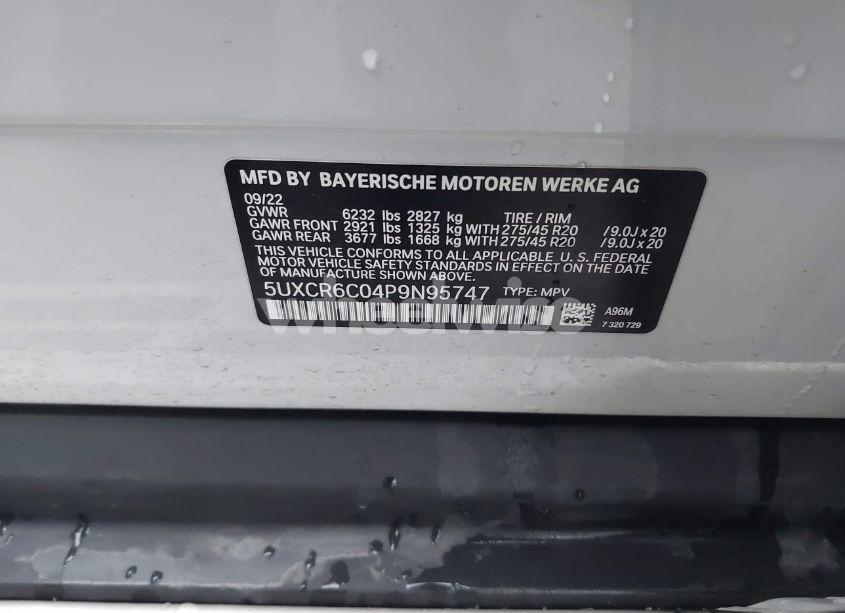 MFD BY BAYERISCHE MOTOREN WERKE AG
09/22
GVWR 6232 lbs 2827 kg TIRE / RIM
GAWR FRONT 2921 lbs 1325 kg WITH 275/45 R20 / 9.0J x 20
GAWR REAR 3677 lbs 1668 kg WITH 275/45 R20 / 9.0J x 20
THIS VEHICLE CONFORMS TO ALL APPLICABLE U. S. FEDERAL
MOTOR VEHICLE SAFETY STANDARDS IN EFFECT ON THE DATE
OF MANUFACTURE SHOWN ABOVE.
5UXCR6C04P9N95747 TYPE: MPV
A96M
7 320 729
wheelwise